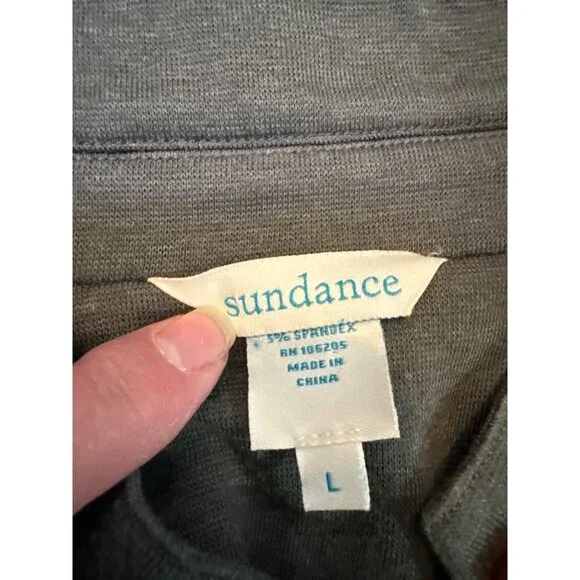 sundance
5% SPANDEX
RN 106205
MADE IN
CHINA
L